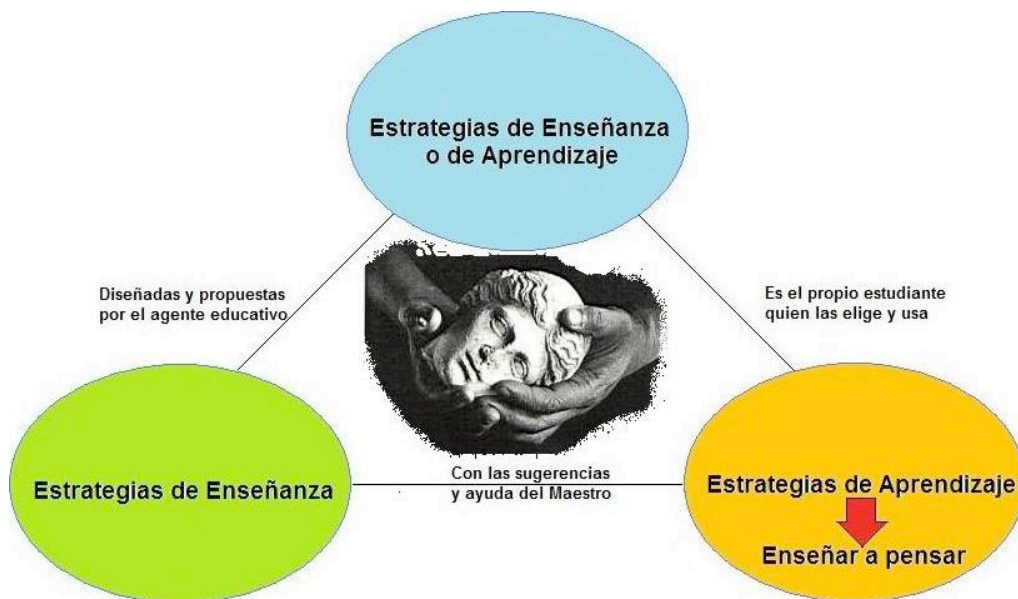 Estrategias de Enseñanza
o de Aprendizaje
Diseñadas y propuestas
por el agente educativo
Es el propio estudiante
quien las elige y usa
Con las sugerencias
y ayuda del Maestro
Estrategias de Enseñanza
Estrategias de Aprendizaje
Enseñar a pensar